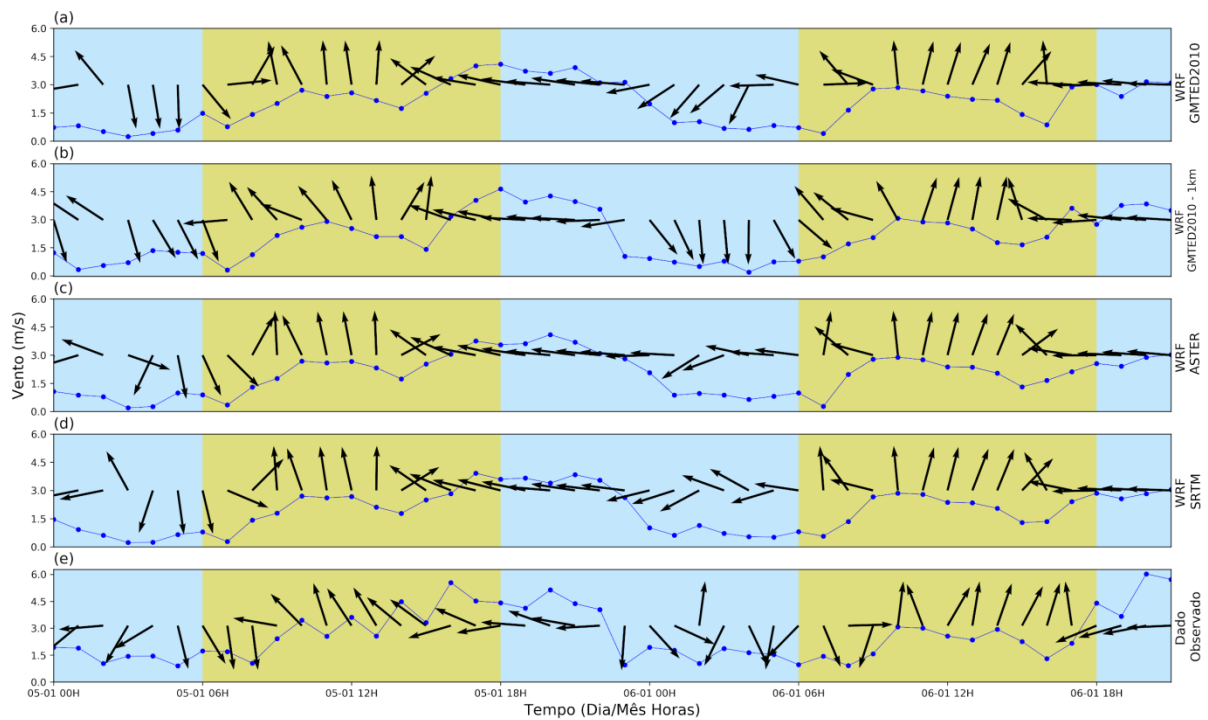 (a)
6.0
4.5
3.0
1.5
0.0
WRF
GMTED2010
(b)
6.0
4.5
3.0
1.5
0.0
WRF
GMTED2010 - 1km
(c)
6.0
4.5
3.0
1.5
0.0
WRF
ASTER
(d)
6.0
4.5
3.0
1.5
0.0
WRF
SRTM
(e)
6.0
4.5
3.0
1.5
0.0
Dado
Observado
Vento (m/s)
05-01 00H 05-01 06H 05-01 12H 05-01 18H 06-01 00H 06-01 06H 06-01 12H 06-01 18H
Tempo (Dia/Mês Horas)